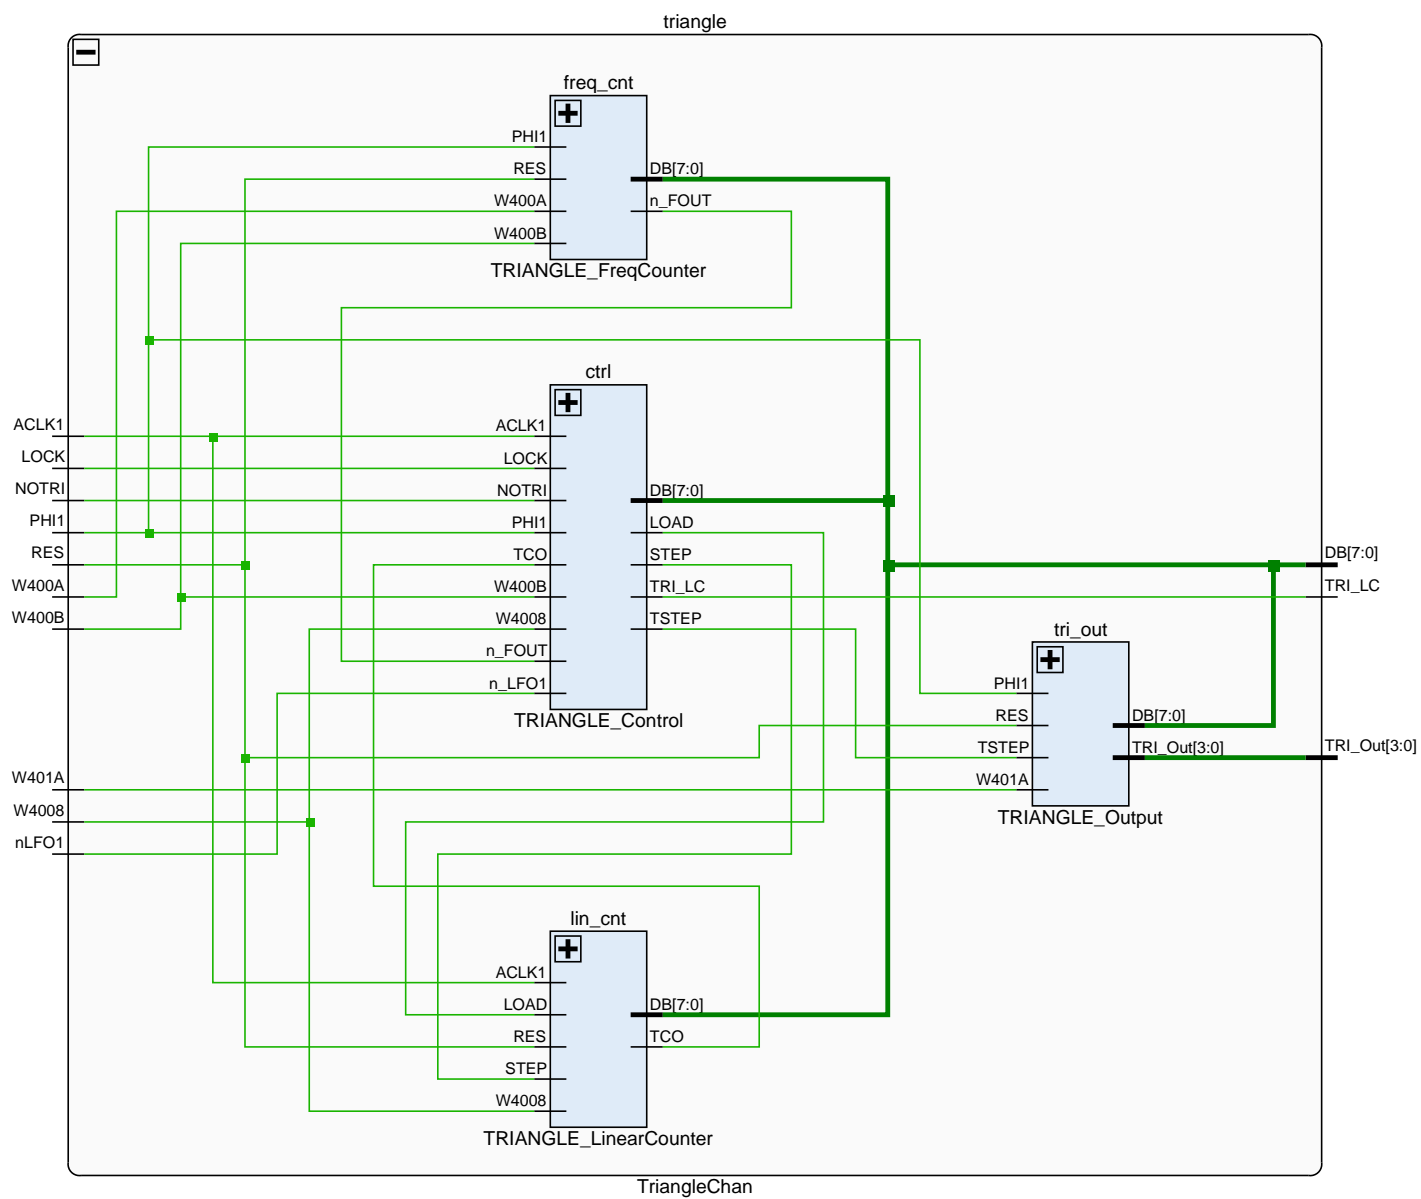 triangle
freq_cnt
PHI1
RES
W400A
W400B
DB[7:0]
n_FOUT
TRIANGLE_FreqCounter
ACLK1
LOCK
NOTRI
PHI1
RES
W400A
W400B
W401A
W4008
nLFO1
ctrl
ACLK1
LOCK
NOTRI
PHI1
TCO
W400B
W4008
n_FOUT
n_LFO1
DB[7:0]
LOAD
STEP
TRI_LC
TSTEP
TRIANGLE_Control
tri_out
PHI1
RES
TSTEP
W401A
DB[7:0]
TRI_Out[3:0]
TRIANGLE_Output
DB[7:0]
TRI_LC
TRI_Out[3:0]
lin_cnt
ACLK1
LOAD
RES
STEP
W4008
DB[7:0]
TCO
TRIANGLE_LinearCounter
TriangleChan